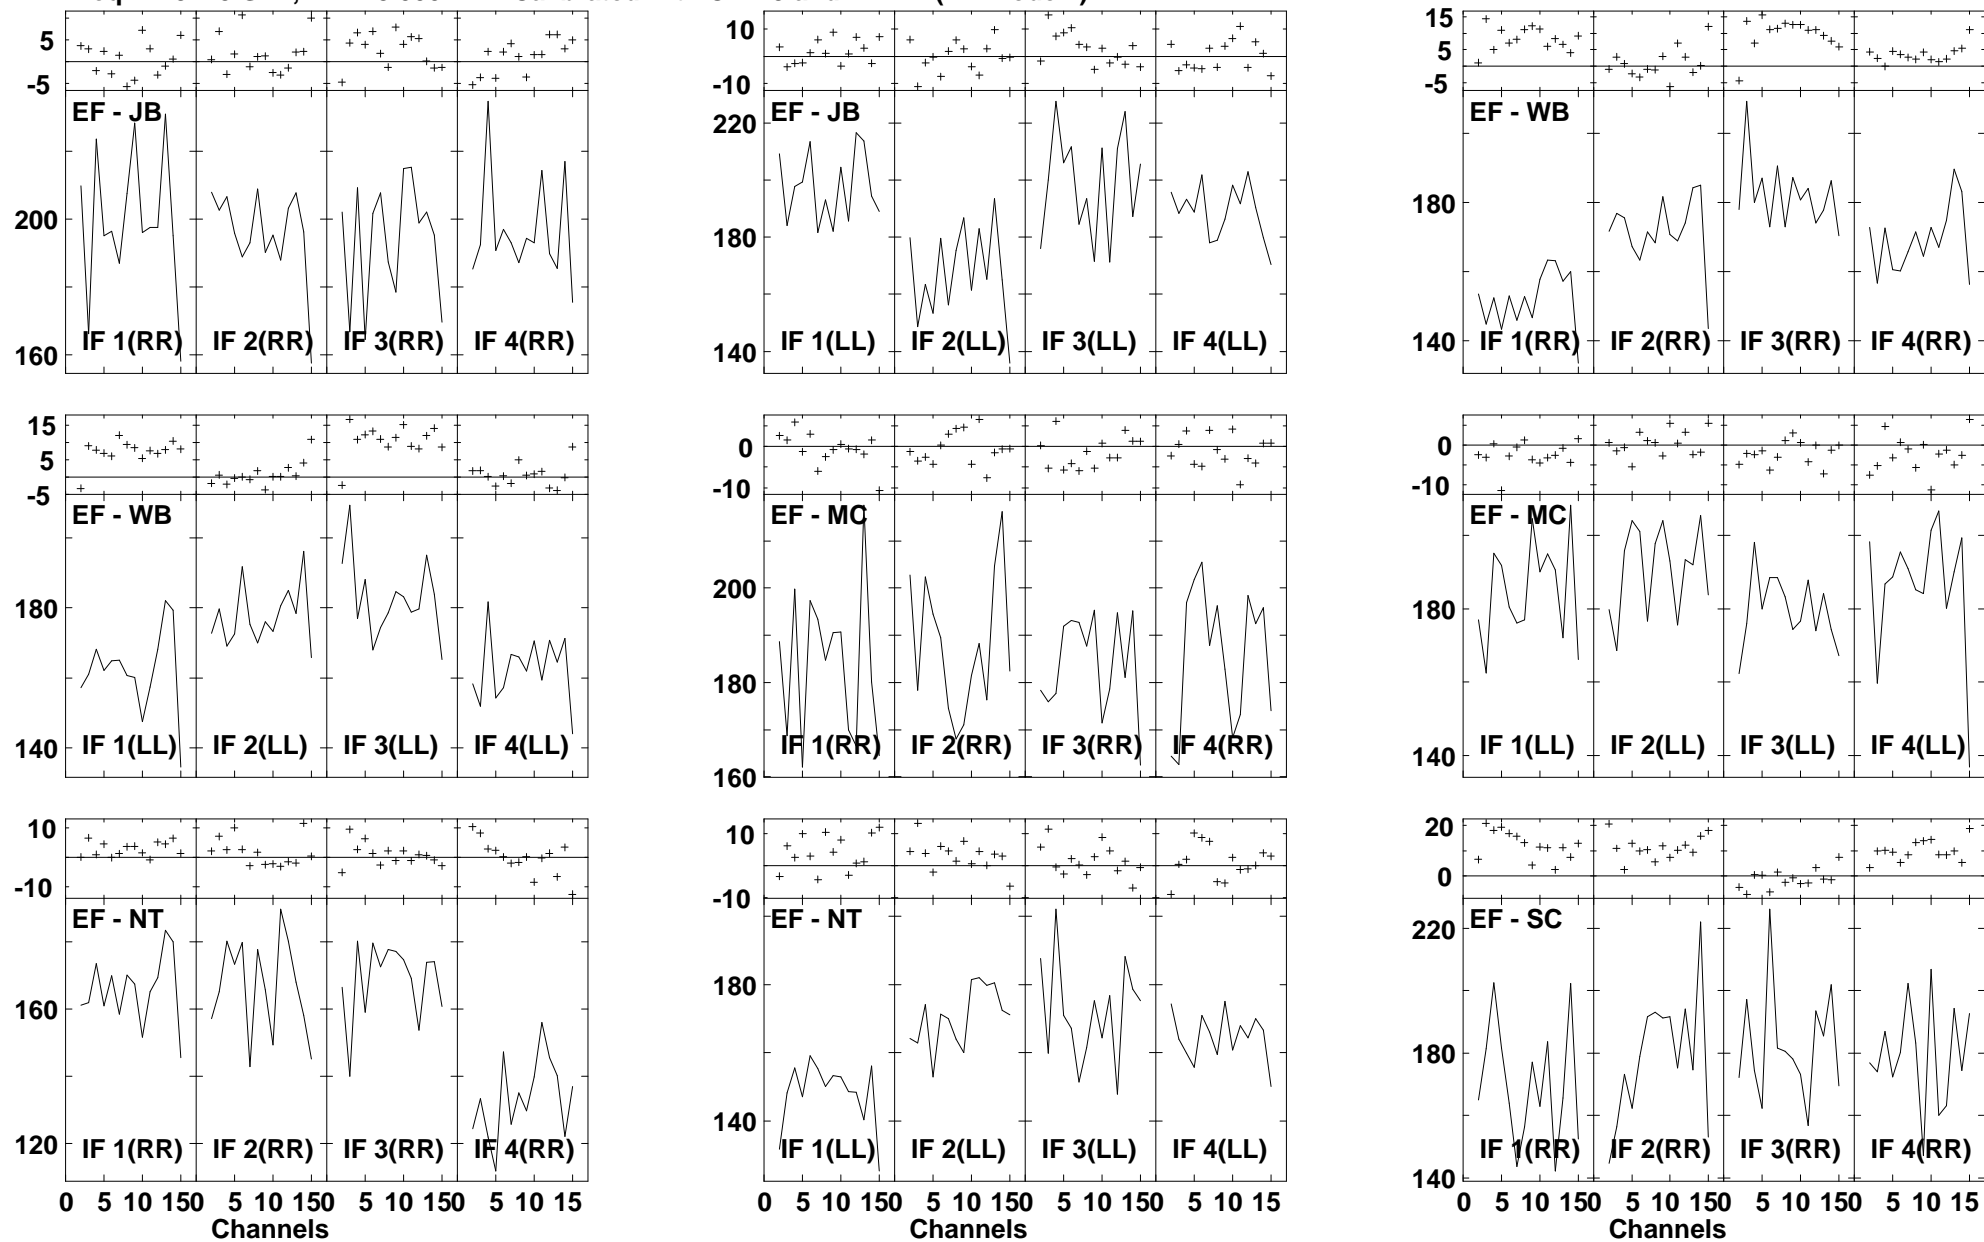 5 10 15
-5 -10 5
-5
EF - JB EF - JB EF - WB
220
200 180 180
IF 1(RR) IF 2(RR) IF 3(RR) IF 4(RR) IF 1(LL) IF 2(LL) IF 3(LL) IF 4(LL) IF 1(RR) IF 2(RR) IF 3(RR) IF 4(RR)
160 140 140
15 0 0
5 -10 -10
-5
EF - WB EF - MC EF - MC
180 200 180
180
IF 1(LL) IF 2(LL) IF 3(LL) IF 4(LL) IF 1(RR) IF 2(RR) IF 3(RR) IF 4(RR) IF 1(LL) IF 2(LL) IF 3(LL) IF 4(LL)
140 160 140
10 10 20
-10 -10 0
EF - NT EF - NT EF - SC
220
160 180 180
120 140 140
IF 1(RR) IF 2(RR) IF 3(RR) IF 4(RR) IF 1(LL) IF 2(LL) IF 3(LL) IF 4(LL) IF 1(RR) IF 2(RR) IF 3(RR) IF 4(RR)
0 5 10 150 5 10 150 5 10 150 5 10 15 0 5 10 150 5 10 150 5 10 150 5 10 15 0 5 10 150 5 10 150 5 10 150 5 10 15
Channels Channels Channels